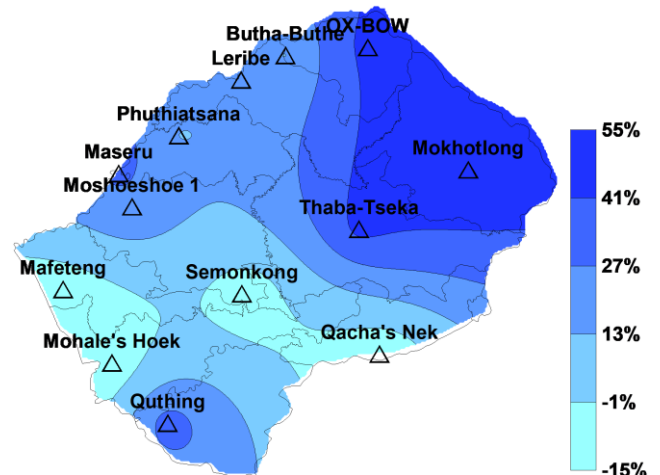 OX-BOW
Butha-Buthe
Leribe
Phuthiatsana
Maseru
Mokhotlong
Moshoeshoe 1
Thaba-Tseka
Mafeteng
Semonkong
Mohale's Hoek
Qacha's Nek
Quthing
55%
41%
27%
13%
-1%
-15%